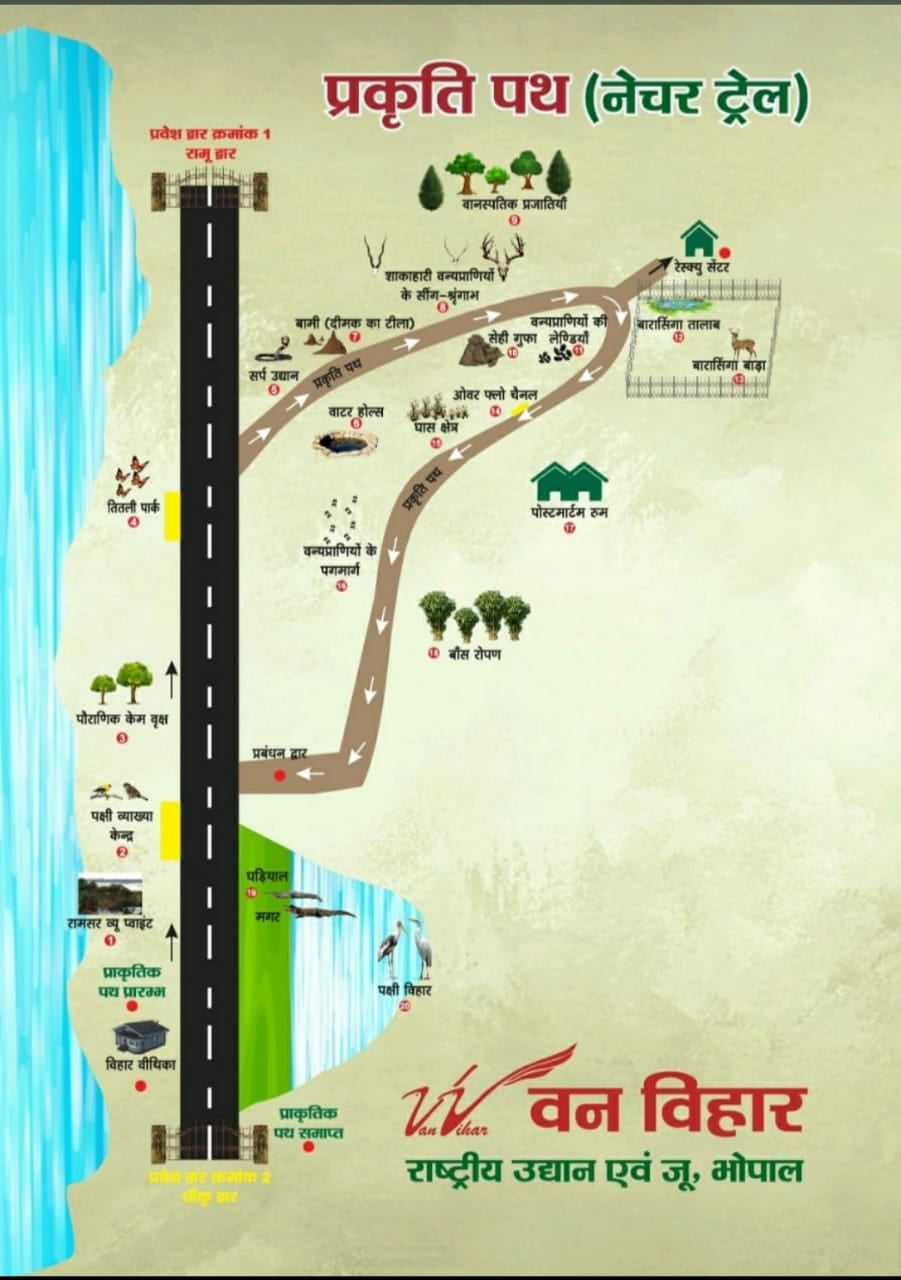 प्रकृति पथ (नेचर ट्रेल)
प्रवेश द्वार क्रमांक 1
रामू द्वार
वानस्पतिक प्रजातियाँ
9
रेस्क्यु सेंटर
शाकाहारी वन्यप्राणियों
के सींग-श्रृंगाभ
8
बामी (दीमक का टीला)
7
वन्यप्राणियों की
लेण्डियाँ
11
सेही गुफा
10
बारासिंगा तालाब
12
बारासिंगा बाड़ा
13
सर्प उद्यान
5
प्रकृति पथ
वाटर होल्स
6
ओवर फ्लो चैनल
14
घास क्षेत्र
15
प्रकृति पथ
तितली पार्क
4
पोस्टमार्टम रुम
17
वन्यप्राणियों के
पगमार्ग
16
18 बाँस रोपण
पौराणिक केम वृक्ष
3
प्रबंधन द्वार
पक्षी व्याख्या
केन्द्र
2
घड़ियाल
19
मगर
रामसर व्यू प्वाइंट
1
पक्षी विहार
20
प्राकृतिक
पथ प्रारम्भ
विहार वीथिका
प्राकृतिक
पथ समाप्त
प्रवेश द्वार क्रमांक 2
चीकू द्वार
Van Vihar
वन विहार
राष्ट्रीय उद्यान एवं जू, भोपाल